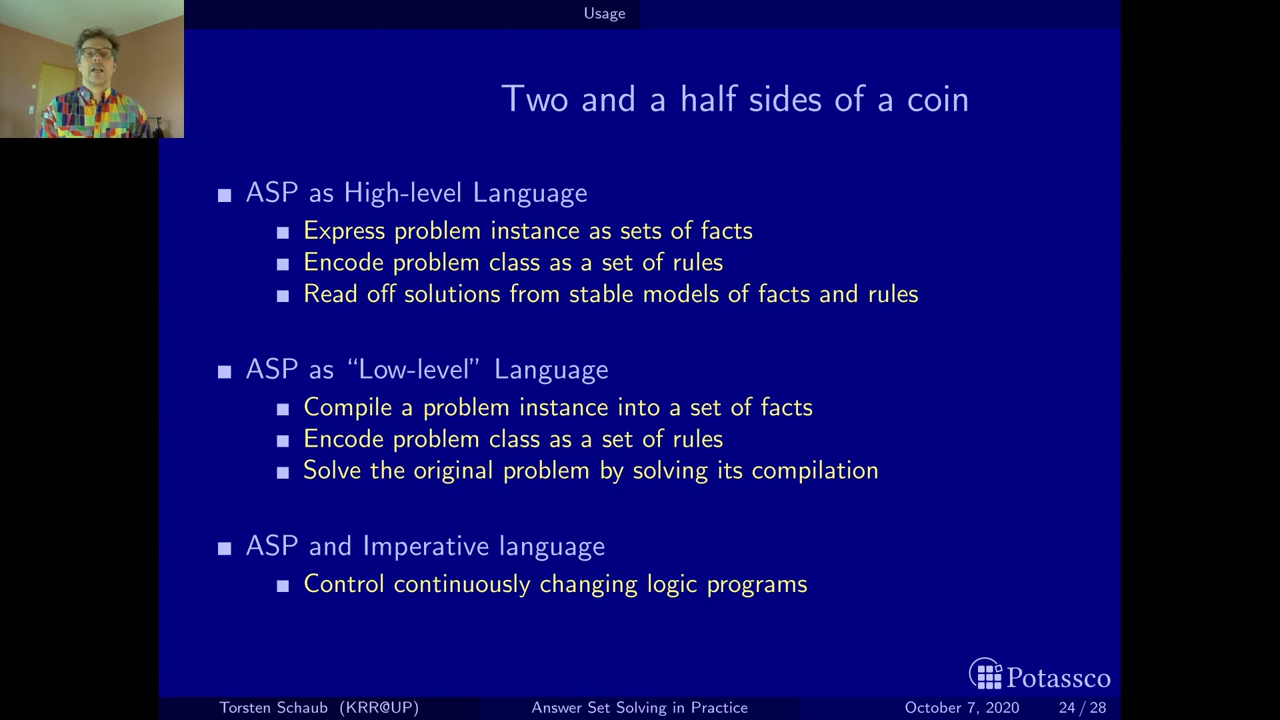 Usage
Two and a half sides of a coin
ASP as High-level Language
Express problem instance as sets of facts
Encode problem class as a set of rules
Read off solutions from stable models of facts and rules
ASP as “Low-level” Language
Compile a problem instance into a set of facts
Encode problem class as a set of rules
Solve the original problem by solving its compilation
ASP and Imperative language
Control continuously changing logic programs
Potassco
Torsten Schaub (KRR@UP) Answer Set Solving in Practice October 7, 2020 24 / 28